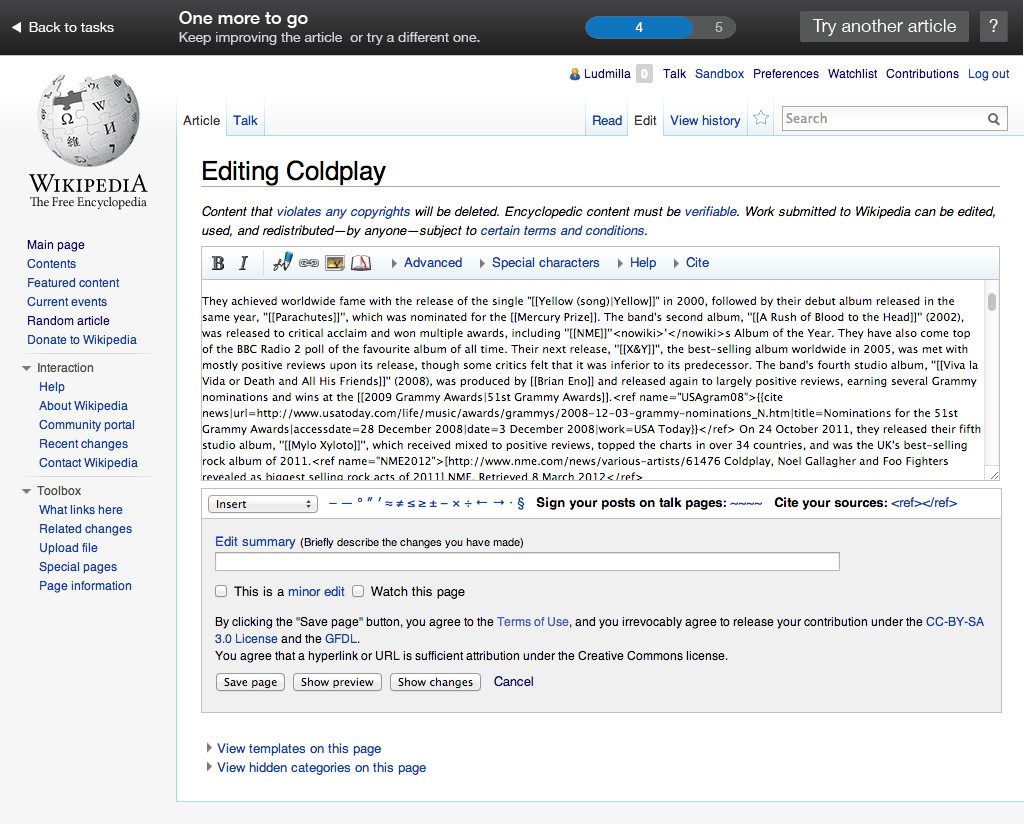 Back to tasks
One more to go
Keep improving the article or try a different one.
4 5
Try another article
?
Ludmilla 0 Talk Sandbox Preferences Watchlist Contributions Log out
Article Talk
Read Edit View history
Search
WIKIPEDIA
The Free Encyclopedia
Main page
Contents
Featured content
Current events
Random article
Donate to Wikipedia
Interaction
Help
About Wikipedia
Community portal
Recent changes
Contact Wikipedia
Toolbox
What links here
Related changes
Upload file
Special pages
Page information
Editing Coldplay
Content that violates any copyrights will be deleted. Encyclopedic content must be verifiable. Work submitted to Wikipedia can be edited,
used, and redistributed—by anyone—subject to certain terms and conditions.
B I Advanced Special characters Help Cite
They achieved worldwide fame with the release of the single "[[Yellow (song)|Yellow]]" in 2000, followed by their debut album released in the
same year, ''[[Parachutes]]'', which was nominated for the [[Mercury Prize]]. The band's second album, ''[[A Rush of Blood to the Head]]'' (2002),
was released to critical acclaim and won multiple awards, including ''[[NME]]''<nowiki>'</nowiki>s Album of the Year. They have also come top
of the BBC Radio 2 poll of the favourite album of all time. Their next release, ''[[X&Y]]'', the best-selling album worldwide in 2005, was met with
mostly positive reviews upon its release, though some critics felt that it was inferior to its predecessor. The band's fourth studio album, ''[[Viva la
Vida or Death and All His Friends]]'' (2008), was produced by [[Brian Eno]] and released again to largely positive reviews, earning several Grammy
nominations and wins at the [[2009 Grammy Awards|51st Grammy Awards]].<ref name="USAgram08">{{cite
news|url=http://www.usatoday.com/life/music/awards/grammys/2008-12-03-grammy-nominations_N.htm|title=Nominations for the 51st
Grammy Awards|accessdate=28 December 2008|date=3 December 2008|work=USA Today}}</ref> On 24 October 2011, they released their fifth
studio album, ''[[Mylo Xyloto]]'', which received mixed to positive reviews, topped the charts in over 34 countries, and was the UK's best-selling
rock album of 2011.<ref name="NME2012">[http://www.nme.com/news/various-artists/61476 Coldplay, Noel Gallagher and Foo Fighters
revealed as biggest selling rock acts of 2011] NME. Retrieved 8 March 2012</ref>
Insert – — ° ″ ′ ≈ ≠ ≤ ≥ ± − × ÷ ← → · § Sign your posts on talk pages: ~~~~ Cite your sources: <ref></ref>
Edit summary (Briefly describe the changes you have made)
This is a minor edit Watch this page
By clicking the "Save page" button, you agree to the Terms of Use, and you irrevocably agree to release your contribution under the CC-BY-SA
3.0 License and the GFDL.
You agree that a hyperlink or URL is sufficient attribution under the Creative Commons license.
Save page Show preview Show changes Cancel
View templates on this page
View hidden categories on this page